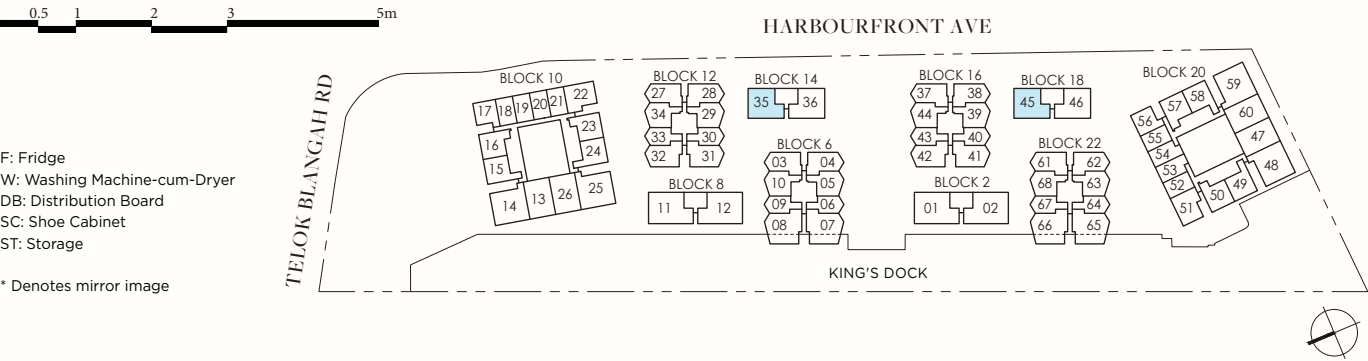 0.5 1 2 3 5m
HARBOURFRONT AVE
TELOK BLANGAH RD
F: Fridge
W: Washing Machine-cum-Dryer
DB: Distribution Board
SC: Shoe Cabinet
ST: Storage
* Denotes mirror image
BLOCK 10
17 18 19 20 21 22
16 23
15 24
14 13 26 25
BLOCK 12
27 28
34 29
33 30
32 31
BLOCK 14
35 36
BLOCK 8
11 12
BLOCK 6
03 04
10 05
09 06
08 07
BLOCK 16
37 38
44 39
43 40
42 41
BLOCK 18
45 46
BLOCK 2
01 02
BLOCK 22
61 62
68 63
67 64
66 65
BLOCK 20
59
58
57
56 60
55 47
54
53 48
52 49
51 50
KING'S DOCK